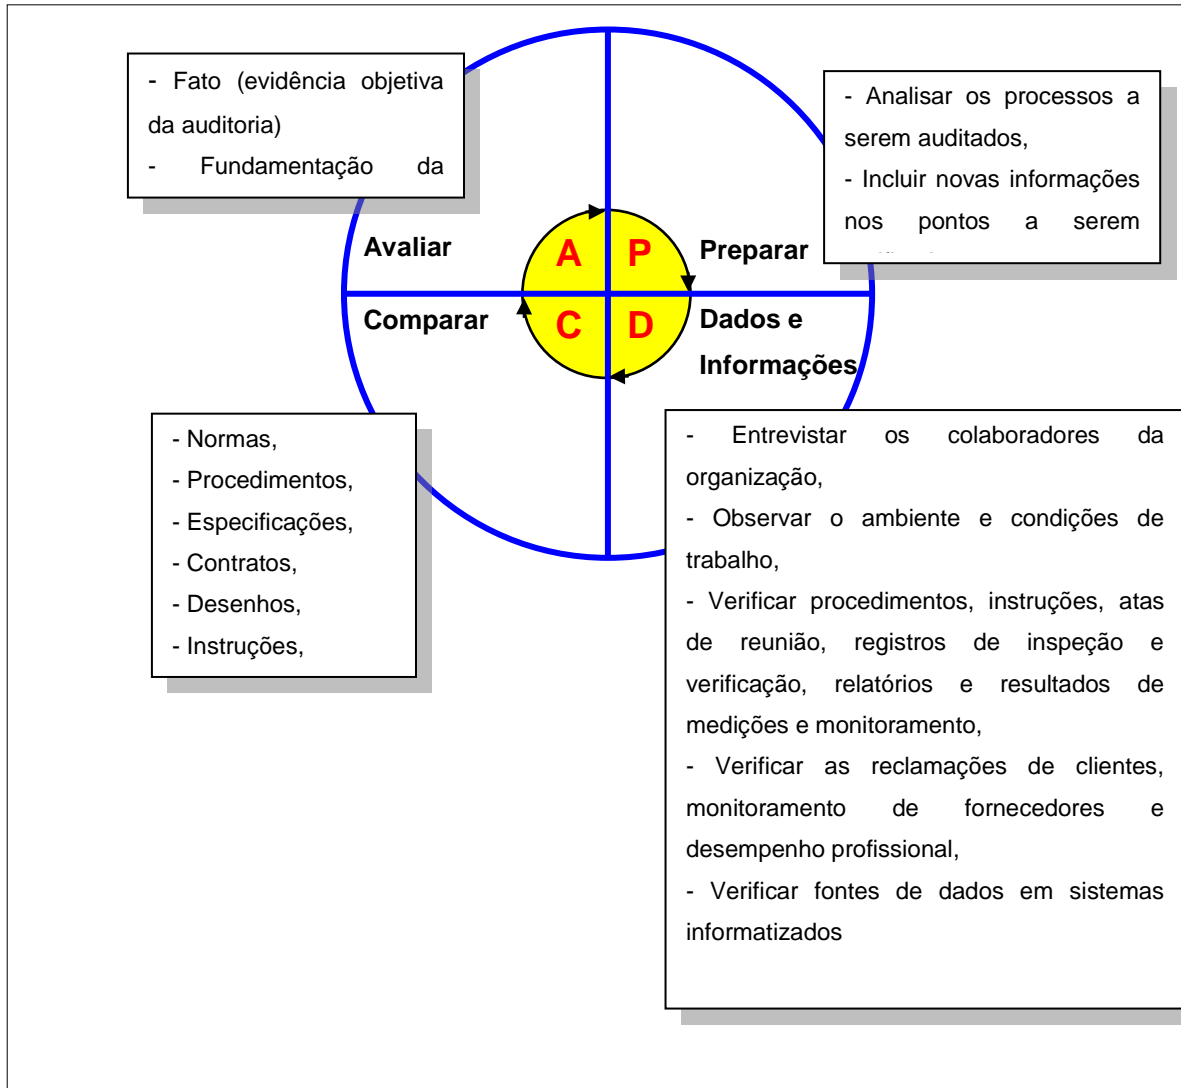 - Fato (evidência objetiva
da auditoria)
- Fundamentação da
- Analisar os processos a
serem auditados,
- Incluir novas informações
nos pontos a serem
Avaliar
A
P
Preparar
Comparar
C
D
Dados e
Informações
- Normas,
- Procedimentos,
- Especificações,
- Contratos,
- Desenhos,
- Instruções,
- Entrevistar os colaboradores da
organização,
- Observar o ambiente e condições de
trabalho,
- Verificar procedimentos, instruções, atas
de reunião, registros de inspeção e
verificação, relatórios e resultados de
medições e monitoramento,
- Verificar as reclamações de clientes,
monitoramento de fornecedores e
desempenho profissional,
- Verificar fontes de dados em sistemas
informatizados